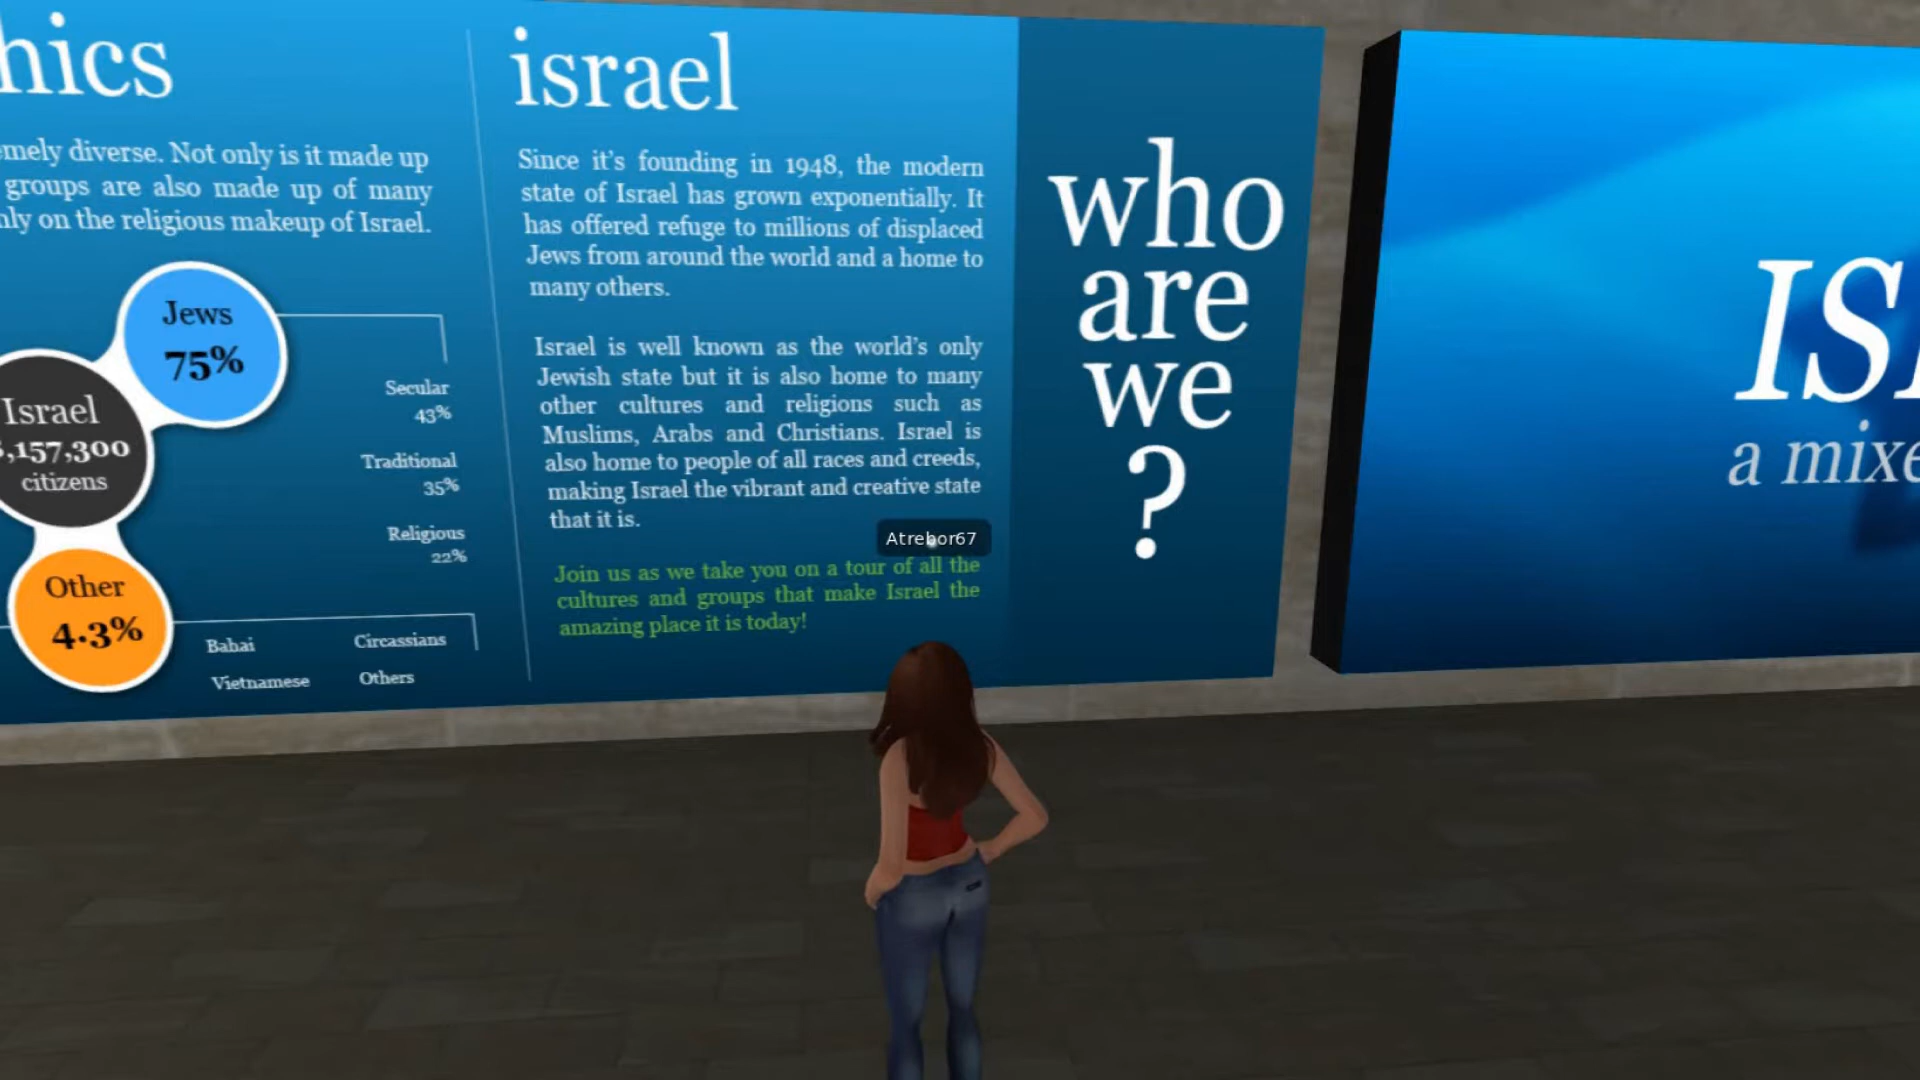 hics
emely diverse. Not only is it made up
groups are also made up of many
nly on the religious makeup of Israel.
Jews
75%
Israel
,157,300
citizens
Secular
43%
Traditional
35%
Religious
22%
Other
4.3%
Bahai
Circassians
Vietnamese
Others
israel
Since it's founding in 1948, the modern
state of Israel has grown exponentially. It
has offered refuge to millions of displaced
Jews from around the world and a home to
many others.
Israel is well known as the world's only
Jewish state but it is also home to many
other cultures and religions such as
Muslims, Arabs and Christians. Israel is
also home to people of all races and creeds,
making Israel the vibrant and creative state
that it is.
Join us as we take you on a tour of all the
cultures and groups that make Israel the
amazing place it is today!
Atrebor67
who
are
we
?
IS
a mixe